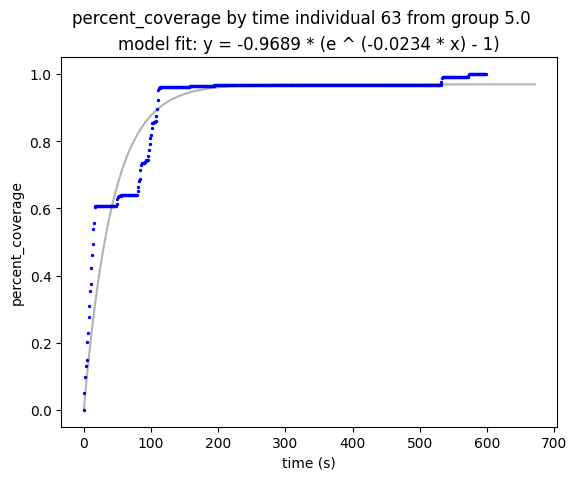 percent_coverage by time individual 63 from group 5.0
model fit: y = -0.9689 * (e ^ (-0.0234 * x) - 1)
1.0
0.8
0.6
0.4
0.2
0.0
percent_coverage
0 100 200 300 400 500 600 700
time (s)